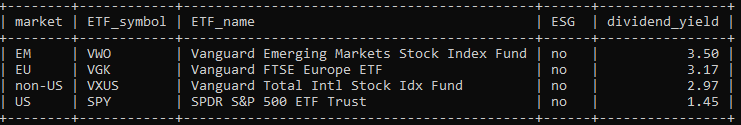 | market | ETF_symbol | ETF_name | ESG | dividend_yield |
| EM | VWO | Vanguard Emerging Markets Stock Index Fund | no | 3.50 |
| EU | VGK | Vanguard FTSE Europe ETF | no | 3.17 |
| non-US | VXUS | Vanguard Total Intl Stock Idx Fund | no | 2.97 |
| US | SPY | SPDR S&P 500 ETF Trust | no | 1.45 |